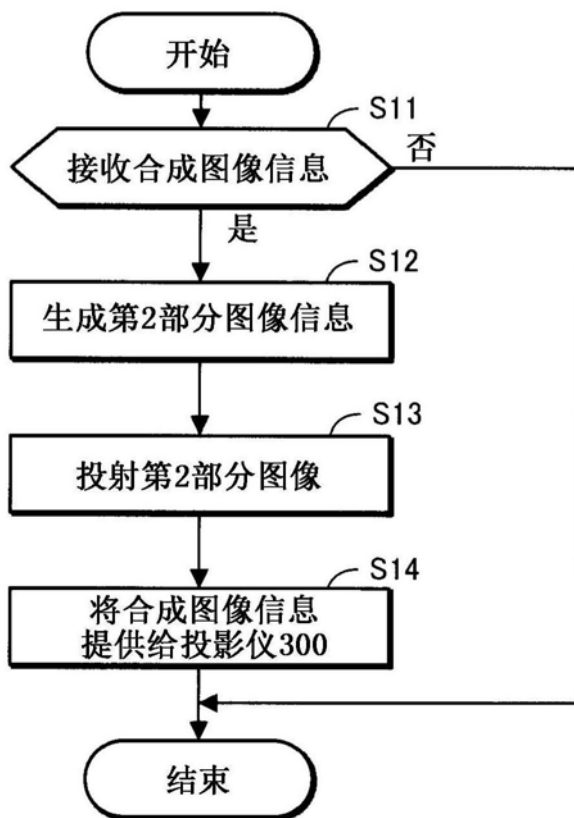 开始
S11
接收合成图像信息
否
是
S12
生成第2部分图像信息
S13
投射第2部分图像
S14
将合成图像信息
提供给投影仪300
结束